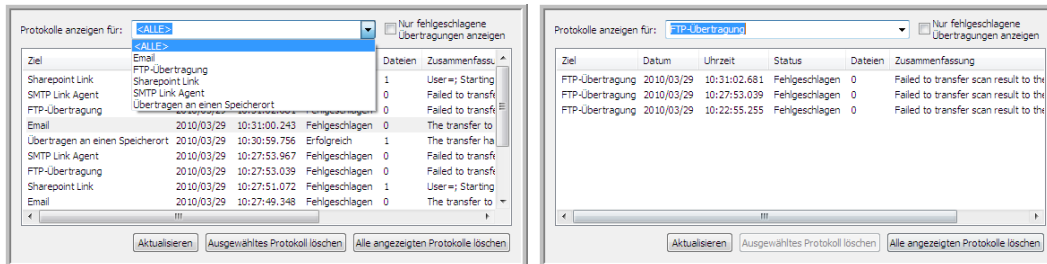 Protokolle anzeigen für: <ALLE>
Nur fehlgeschlagene Übertragungen anzeigen
<ALLE>
Email
FTP-Übertragung
Sharepoint Link
SMTP Link Agent
Übertragen an einen Speicherort
Ziel Dateien Zusammenfassu
Sharepoint Link 1 User=; Starting
SMTP Link Agent 0 Failed to transfe
FTP-Übertragung 0 Failed to transfe
Email 2010/03/29 10:31:00.243 Fehlgeschlagen 0 The transfer to
Übertragen an einen Speicherort 2010/03/29 10:30:59.756 Erfolgreich 1 The transfer ha
SMTP Link Agent 2010/03/29 10:27:53.967 Fehlgeschlagen 0 Failed to transfe
FTP-Übertragung 2010/03/29 10:27:53.039 Fehlgeschlagen 0 Failed to transfe
Sharepoint Link 2010/03/29 10:27:51.072 Fehlgeschlagen 1 User=; Starting
Email 2010/03/29 10:27:49.348 Fehlgeschlagen 0 The transfer to
Aktualisieren Ausgewähltes Protokoll löschen Alle angezeigten Protokolle löschen
Protokolle anzeigen für: FTP-Übertragung
Nur fehlgeschlagene Übertragungen anzeigen
Ziel Datum Uhrzeit Status Dateien Zusammenfassung
FTP-Übertragung 2010/03/29 10:31:02.681 Fehlgeschlagen 0 Failed to transfer scan result to the
FTP-Übertragung 2010/03/29 10:27:53.039 Fehlgeschlagen 0 Failed to transfer scan result to the
FTP-Übertragung 2010/03/29 10:22:55.255 Fehlgeschlagen 0 Failed to transfer scan result to the
Aktualisieren Ausgewähltes Protokoll löschen Alle angezeigten Protokolle löschen